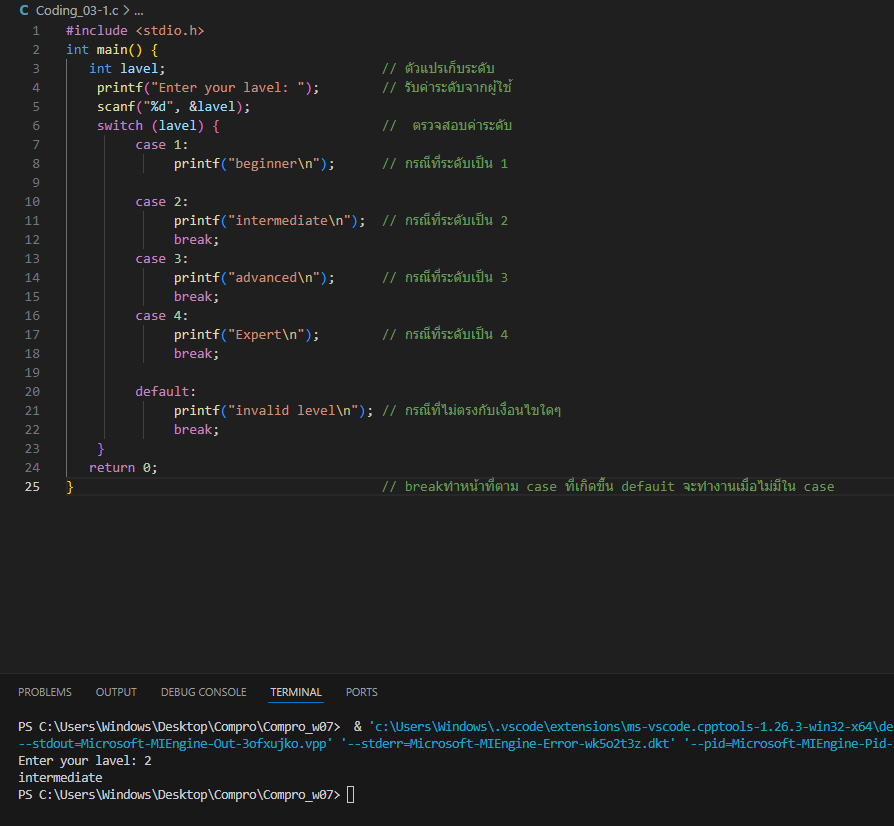 C Coding_03-1.c > ...
1 #include <stdio.h>
2 int main() {
3 int lavel; // ตัวแปรเก็บระดับ
4 printf("Enter your lavel: "); // รับค่าระดับจากผู้ใช้
5 scanf("%d", &lavel);
6 switch (lavel) { // ตรวจสอบค่าระดับ
7 case 1:
8 printf("beginner\n"); // กรณีที่ระดับเป็น 1
9
10 case 2:
11 printf("intermediate\n"); // กรณีที่ระดับเป็น 2
12 break;
13 case 3:
14 printf("advanced\n"); // กรณีที่ระดับเป็น 3
15 break;
16 case 4:
17 printf("Expert\n"); // กรณีที่ระดับเป็น 4
18 break;
19
20 default:
21 printf("invalid level\n"); // กรณีที่ไม่ตรงกับเงื่อนไขใดๆ
22 break;
23 }
24 return 0;
25 } // breakทำหน้าที่ตาม case ที่เกิดขึ้น defauit จะทำงานเมื่อไม่มีใน case
PROBLEMS OUTPUT DEBUG CONSOLE TERMINAL PORTS
PS C:\Users\Windows\Desktop\Compro\Compro_w07> & 'c:\Users\Windows\.vscode\extensions\ms-vscode.cpptools-1.26.3-win32-x64\de
--stdout=Microsoft-MIEngine-Out-3ofxujko.vpp' '--stderr=Microsoft-MIEngine-Error-wk5o2t3z.dkt' '--pid=Microsoft-MIEngine-Pid-
Enter your lavel: 2
intermediate
PS C:\Users\Windows\Desktop\Compro\Compro_w07>